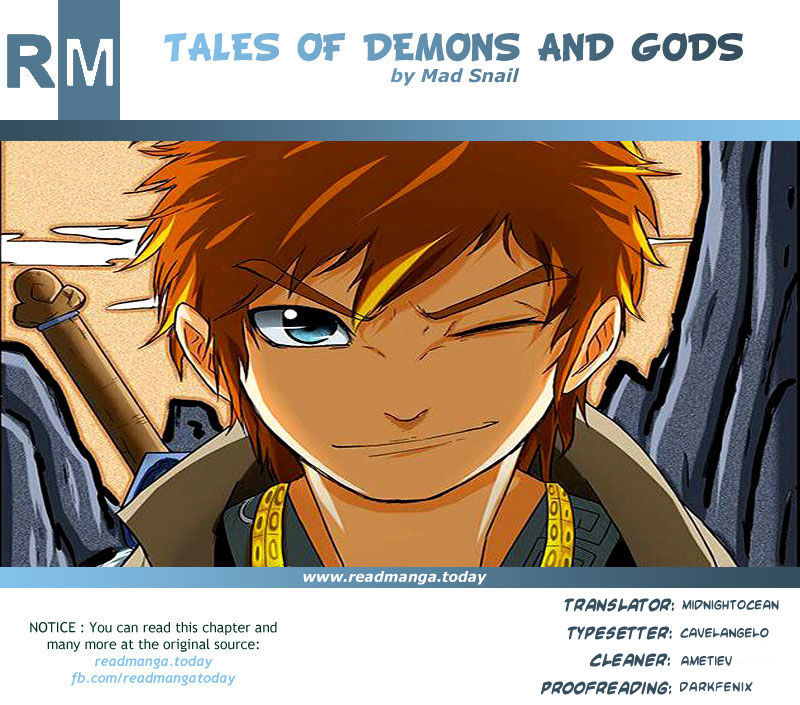 RM
TALES OF DEMONS AND GODS
by Mad Snail
www.readmanga.today
NOTICE : You can read this chapter and
many more at the original source:
readmanga.today
fb.com/readmangatoday
TRANSLATOR: MIDNIGHTOCEAN
TYPESETTER: CAVELANGELO
CLEANER: AMETIEV
PROOFREADING: DARKFENIX